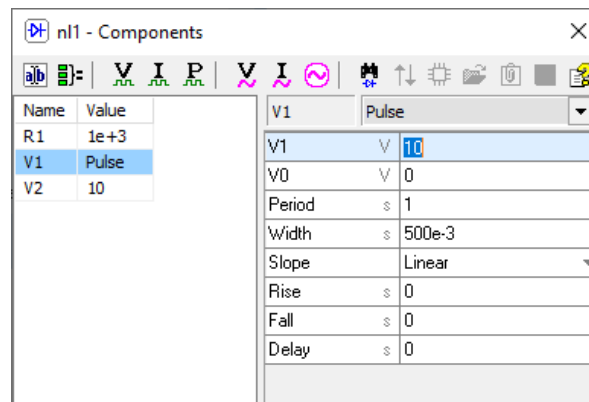 nl1 - Components
a|b V I P V I
Name Value
R1 1e+3
V1 Pulse
V2 10
V1 Pulse
V1 V 10
V0 V 0
Period s 1
Width s 500e-3
Slope Linear
Rise s 0
Fall s 0
Delay s 0